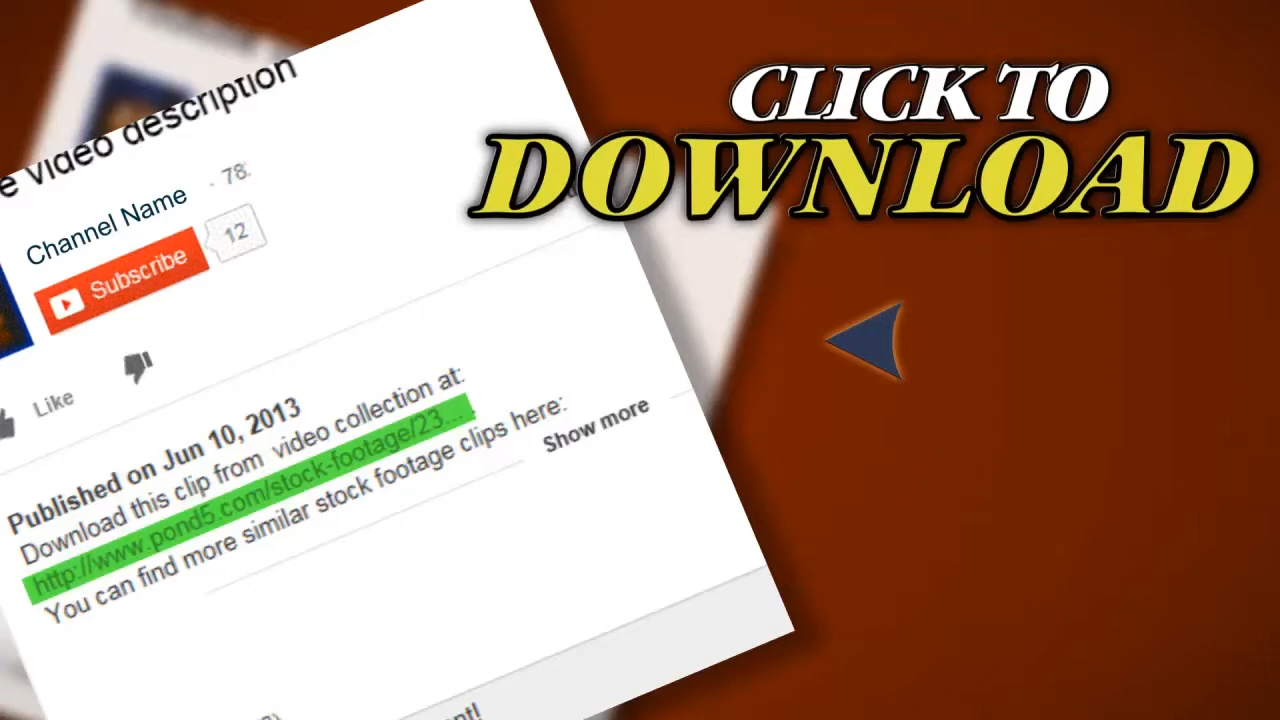 CLICK TO
DOWNLOAD
e video description
Channel Name
78
Subscribe
12
Like
Published on Jun 10, 2013
Download this clip from video collection at:
http://www.pond5.com/stock-footage/23...
You can find more similar stock footage clips here:
Show more